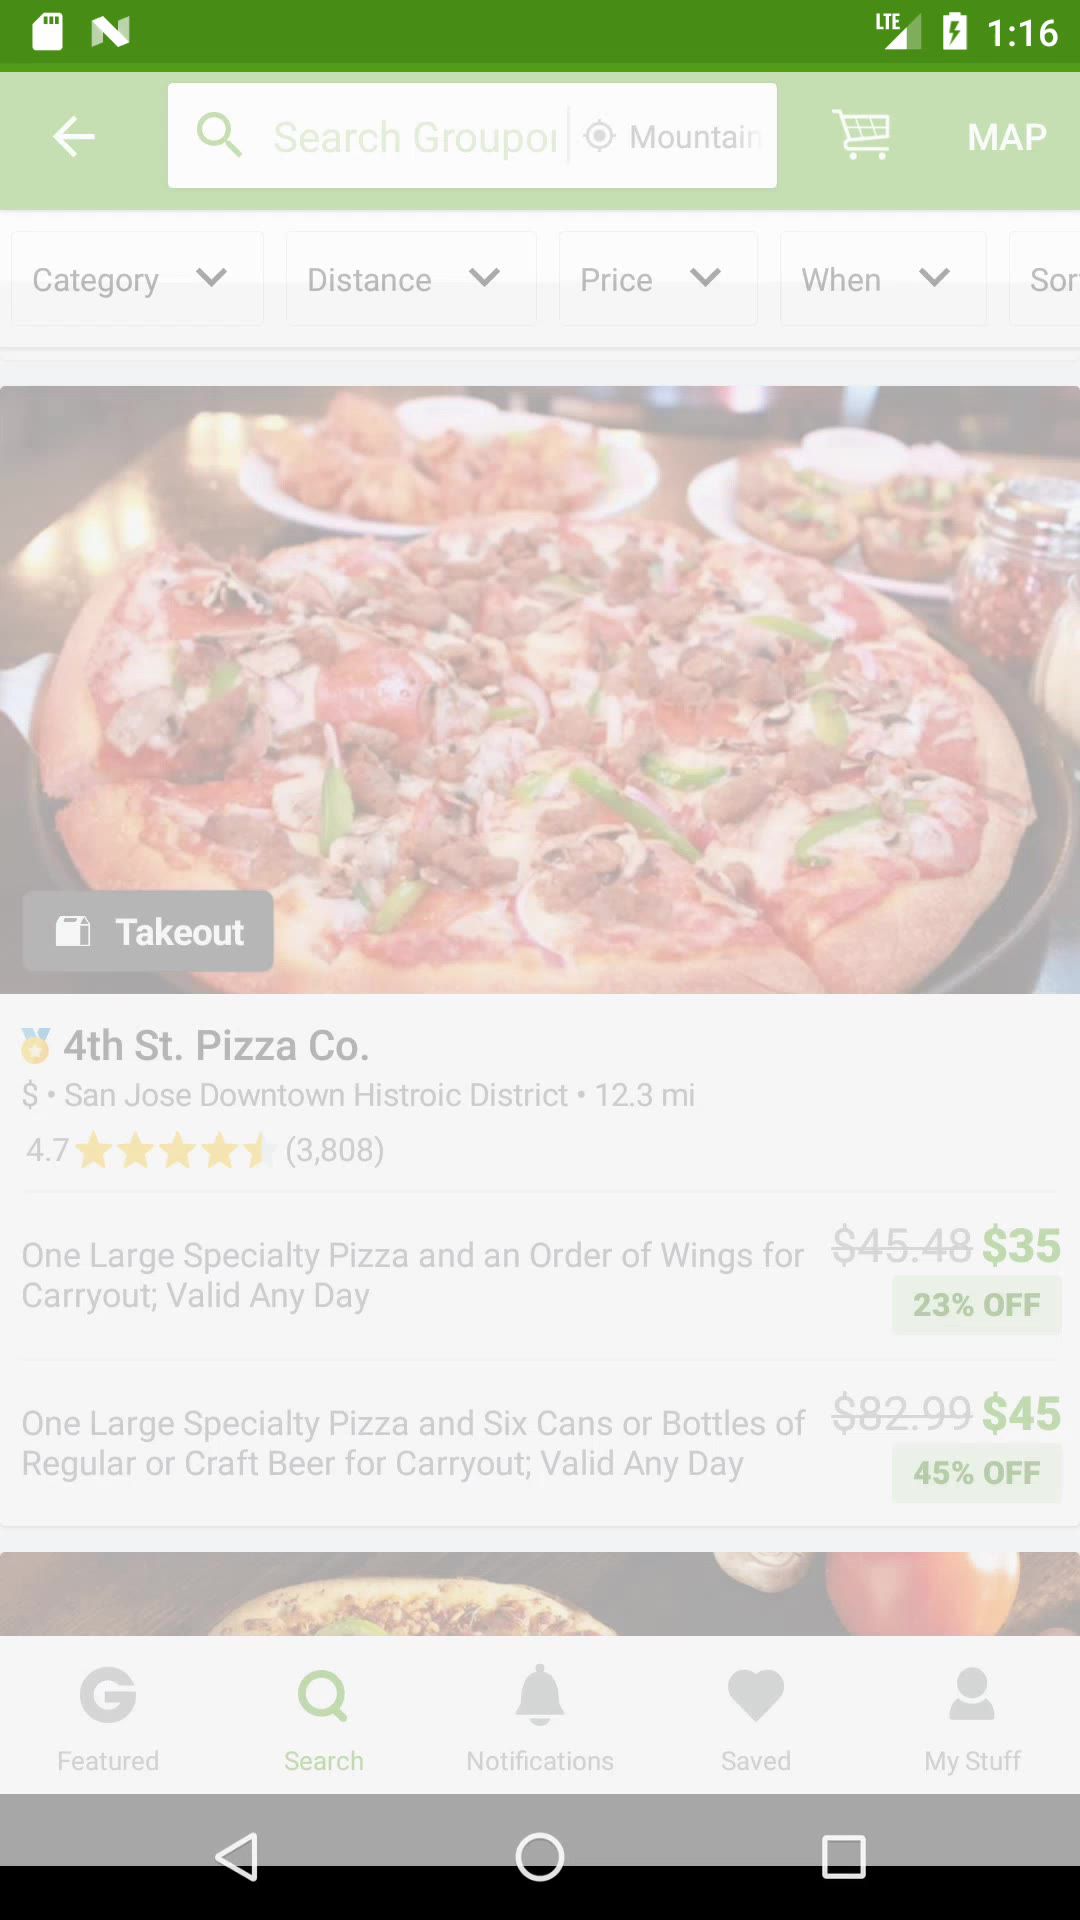 LTE 1:16
Search Groupon Mountain MAP
Category Distance Price When Sor
Takeout
4th St. Pizza Co.
$ • San Jose Downtown Histroic District • 12.3 mi
4.7 (3,808)
One Large Specialty Pizza and an Order of Wings for $45.48 $35
Carryout; Valid Any Day 23% OFF
One Large Specialty Pizza and Six Cans or Bottles of $82.99 $45
Regular or Craft Beer for Carryout; Valid Any Day 45% OFF
Featured Search Notifications Saved My Stuff